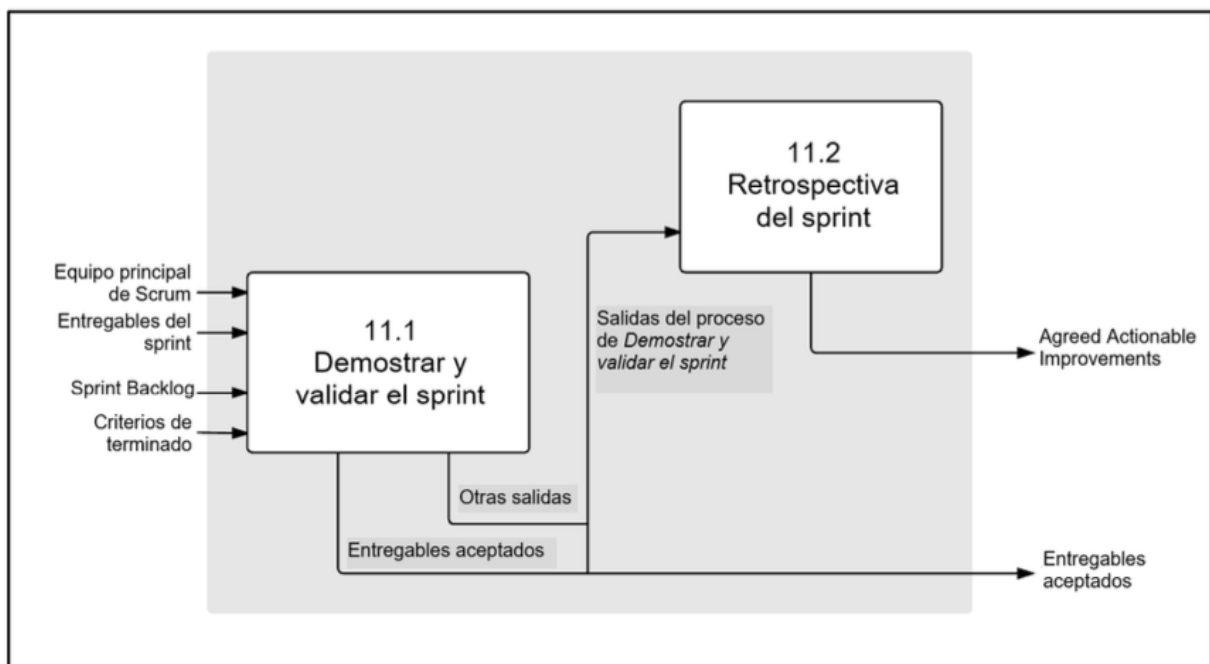 11.2
Retrospectiva
del sprint
Equipo principal
de Scrum
Entregables del
sprint
Sprint Backlog
Criterios de
terminado
11.1
Demostrar y
validar el sprint
Salidas del proceso
de Demostrar y
validar el sprint
Agreed Actionable
Improvements
Otras salidas
Entregables aceptados
Entregables
aceptados